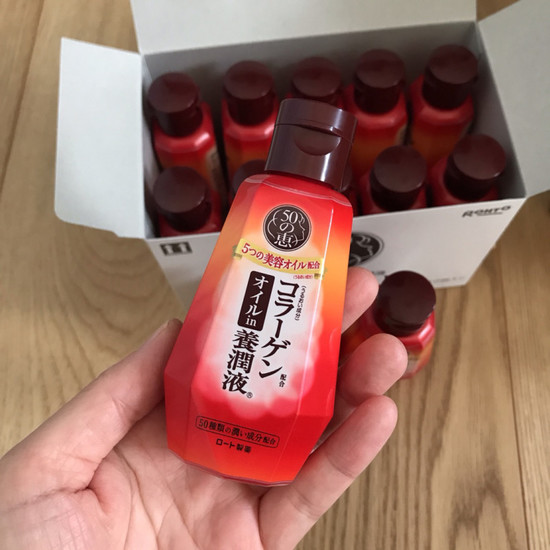 50の恵
5つの美容オイル配合
コラーゲン配合
(うるおい成分)
オイルin
養潤液®
50種類の潤い成分配合
ロート製薬
ROHTO